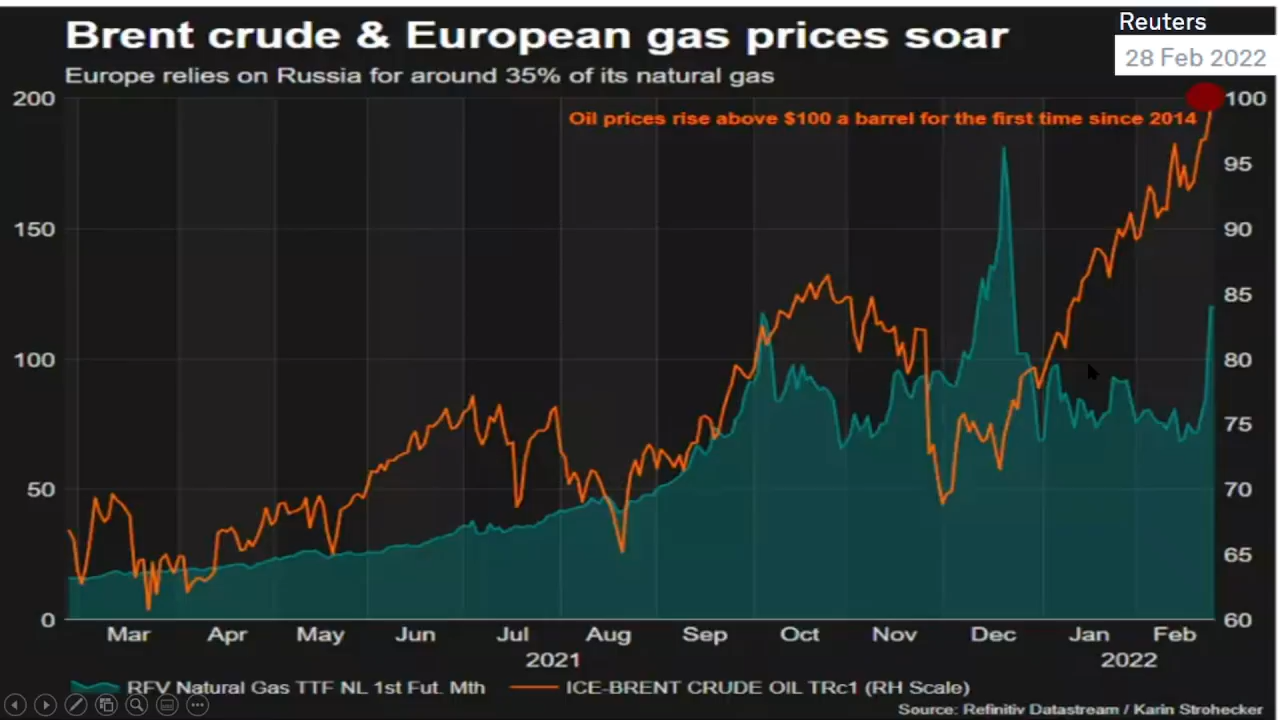 Brent crude & European gas prices soar
Reuters
28 Feb 2022
Europe relies on Russia for around 35% of its natural gas
200
100
Oil prices rise above $100 a barrel for the first time since 2014
95
150
90
85
100
80
75
50
70
65
0
60
Mar Apr May Jun Jul Aug Sep Oct Nov Dec Jan Feb
2021 2022
RFV Natural Gas TTF NL 1st Fut. Mth ICE-BRENT CRUDE OIL TRc1 (RH Scale)
Source: Refinitiv Datastream / Karin Strohecker